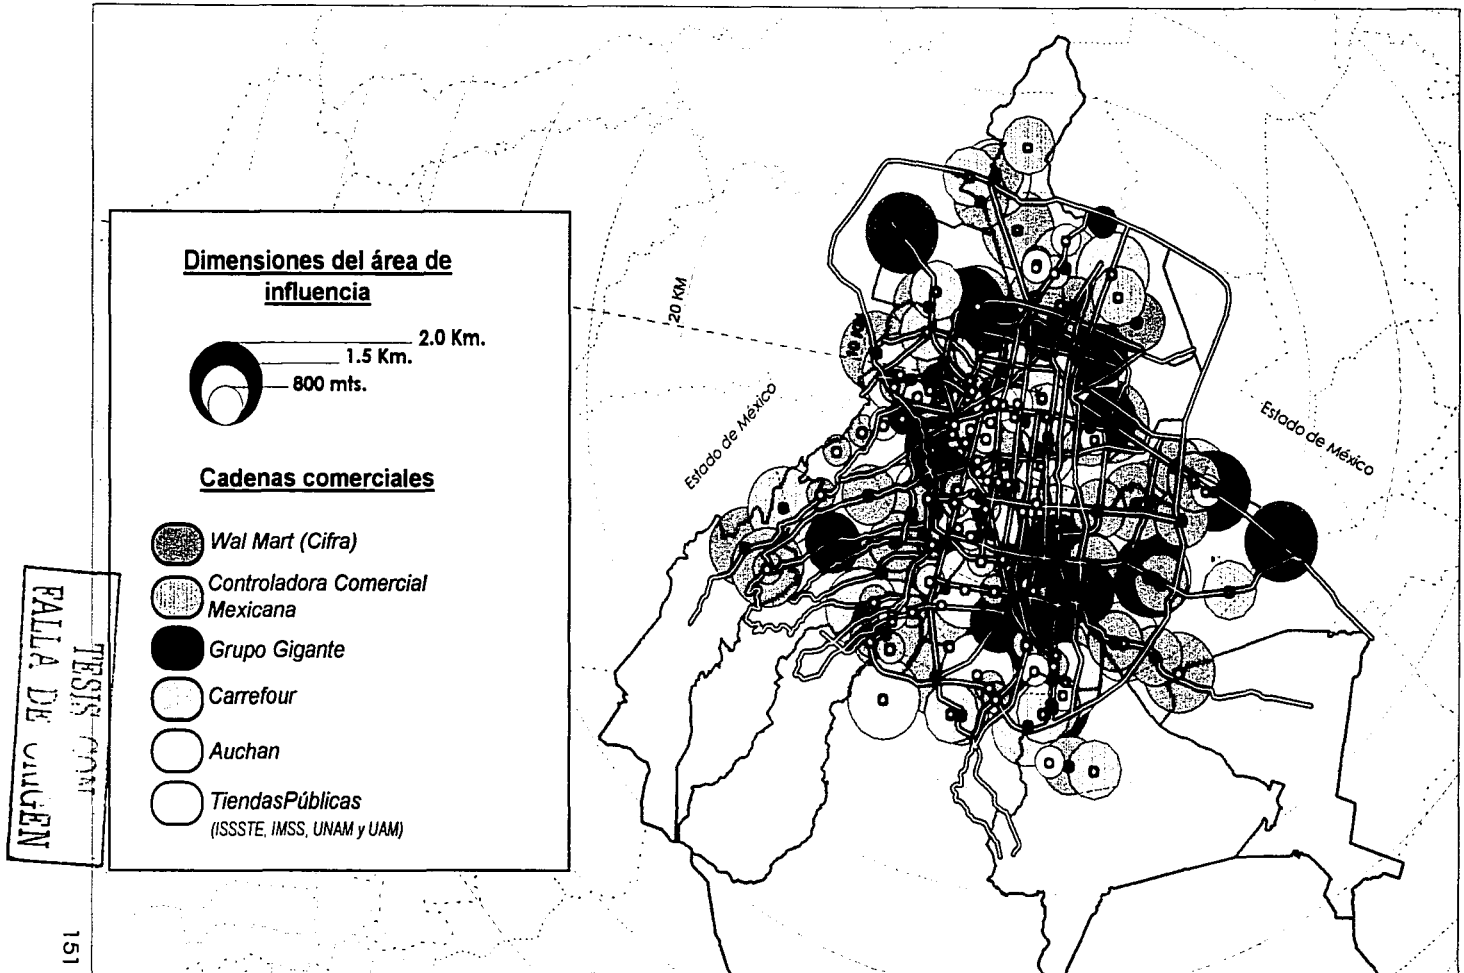 Dimensiones del área de
influencia
2.0 Km.
1.5 Km.
800 mts.
Cadenas comerciales
Wal Mart (Cifra)
Controladora Comercial
Mexicana
Grupo Gigante
Carrefour
Auchan
TiendasPúblicas
(ISSSTE, IMSS, UNAM y UAM)
20 KM
Estado de México
Estado de México
TESIS CON
FALLA DE ORIGEN
151